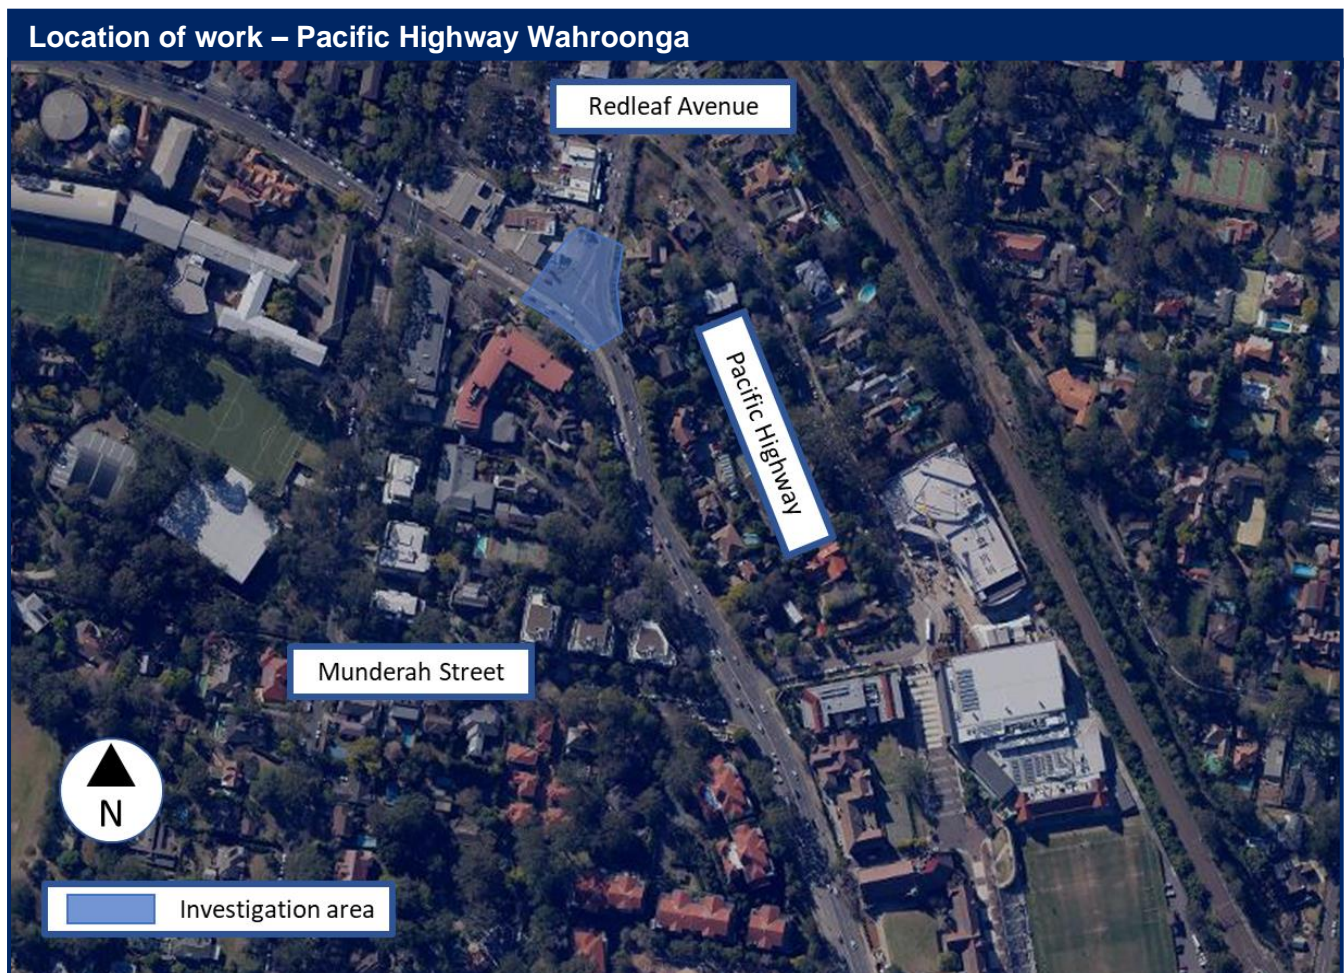 Location of work – Pacific Highway Wahroonga
Redleaf Avenue
Pacific Highway
Munderah Street
N
Investigation area